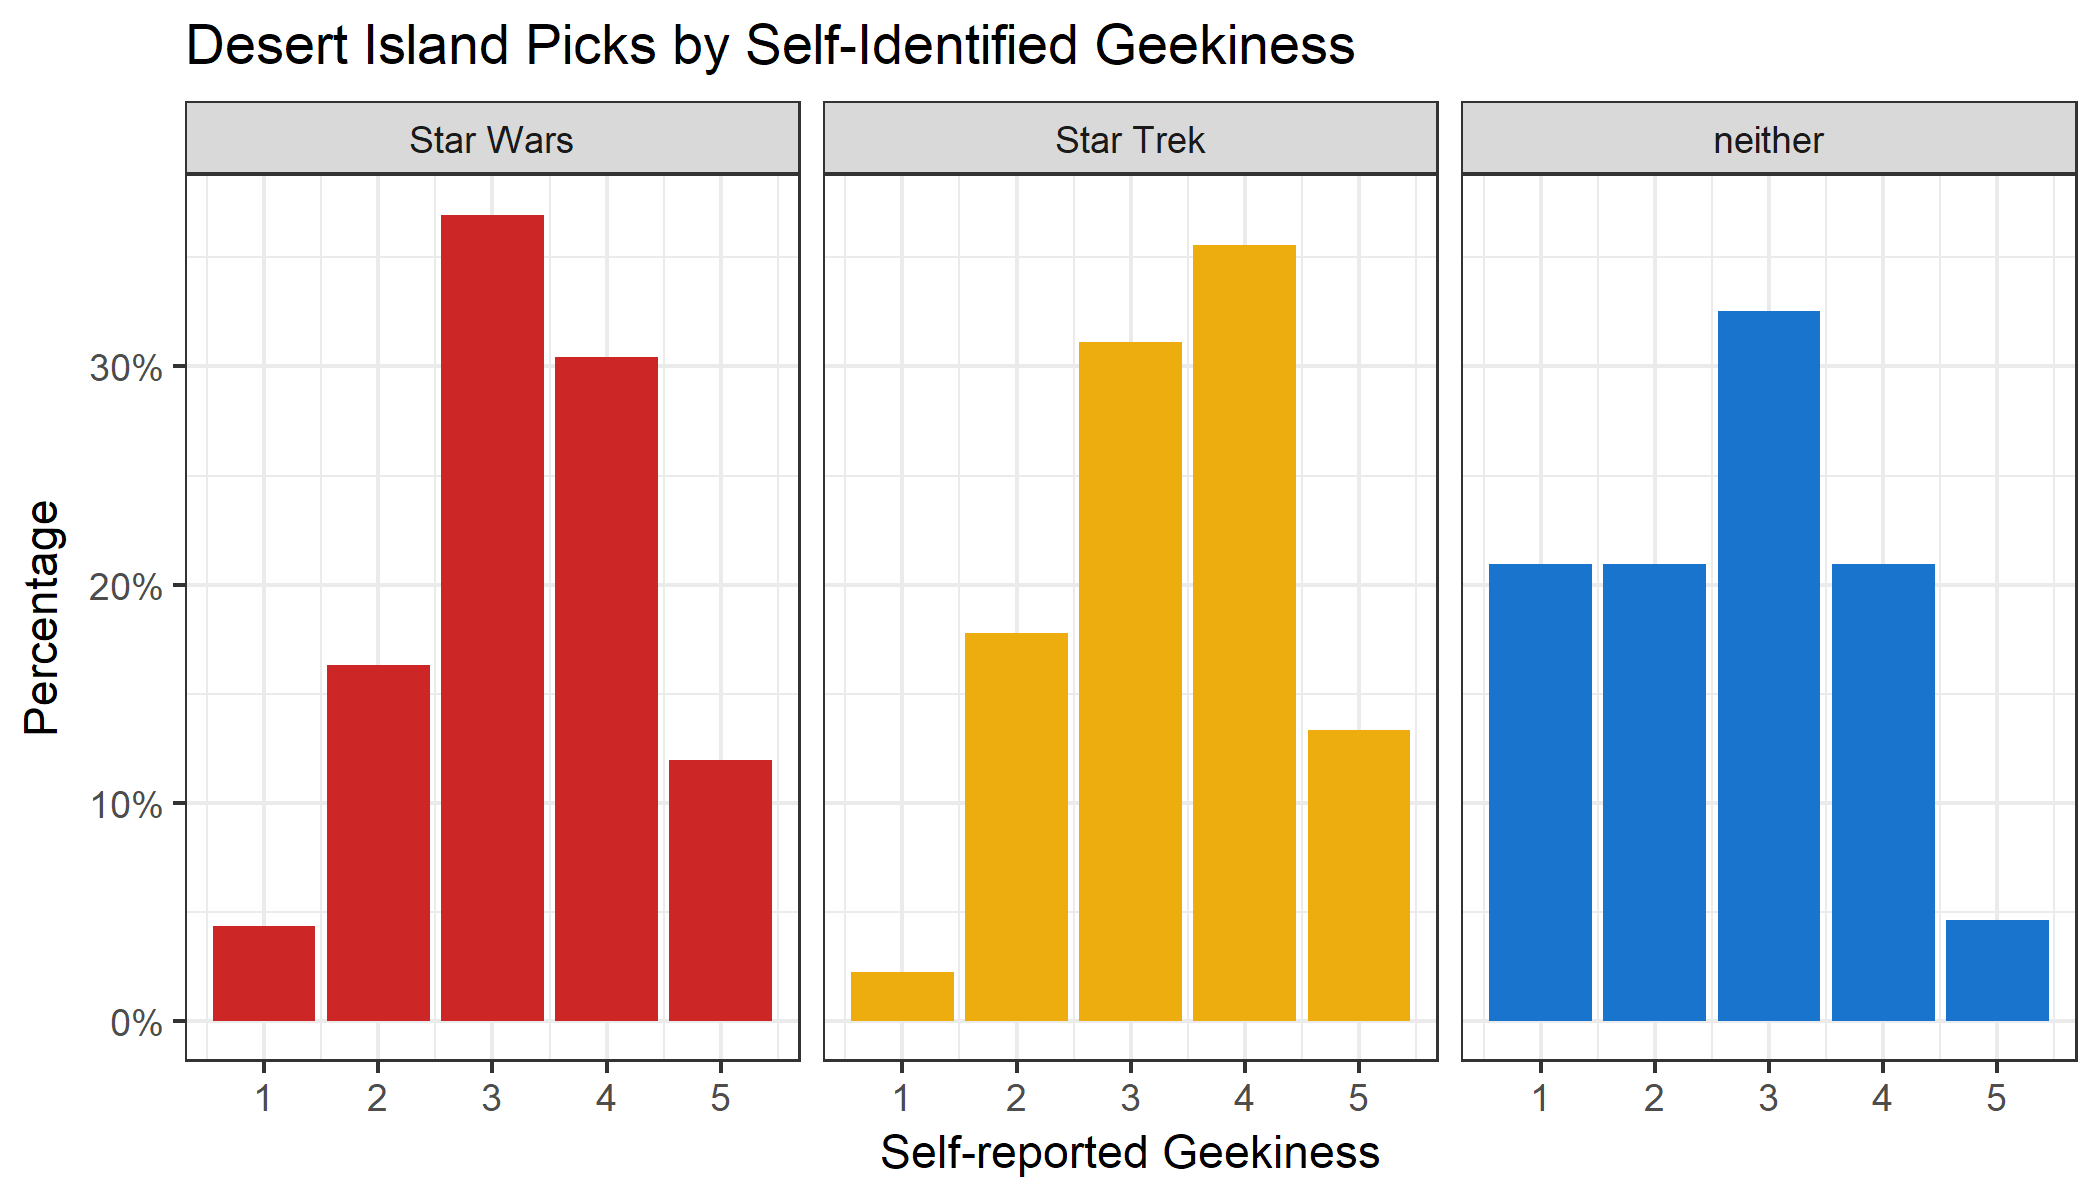 Desert Island Picks by Self-Identified Geekiness
Star Wars
Star Trek
neither
Percentage
30%
20%
10%
0%
1 2 3 4 5
1 2 3 4 5
1 2 3 4 5
Self-reported Geekiness